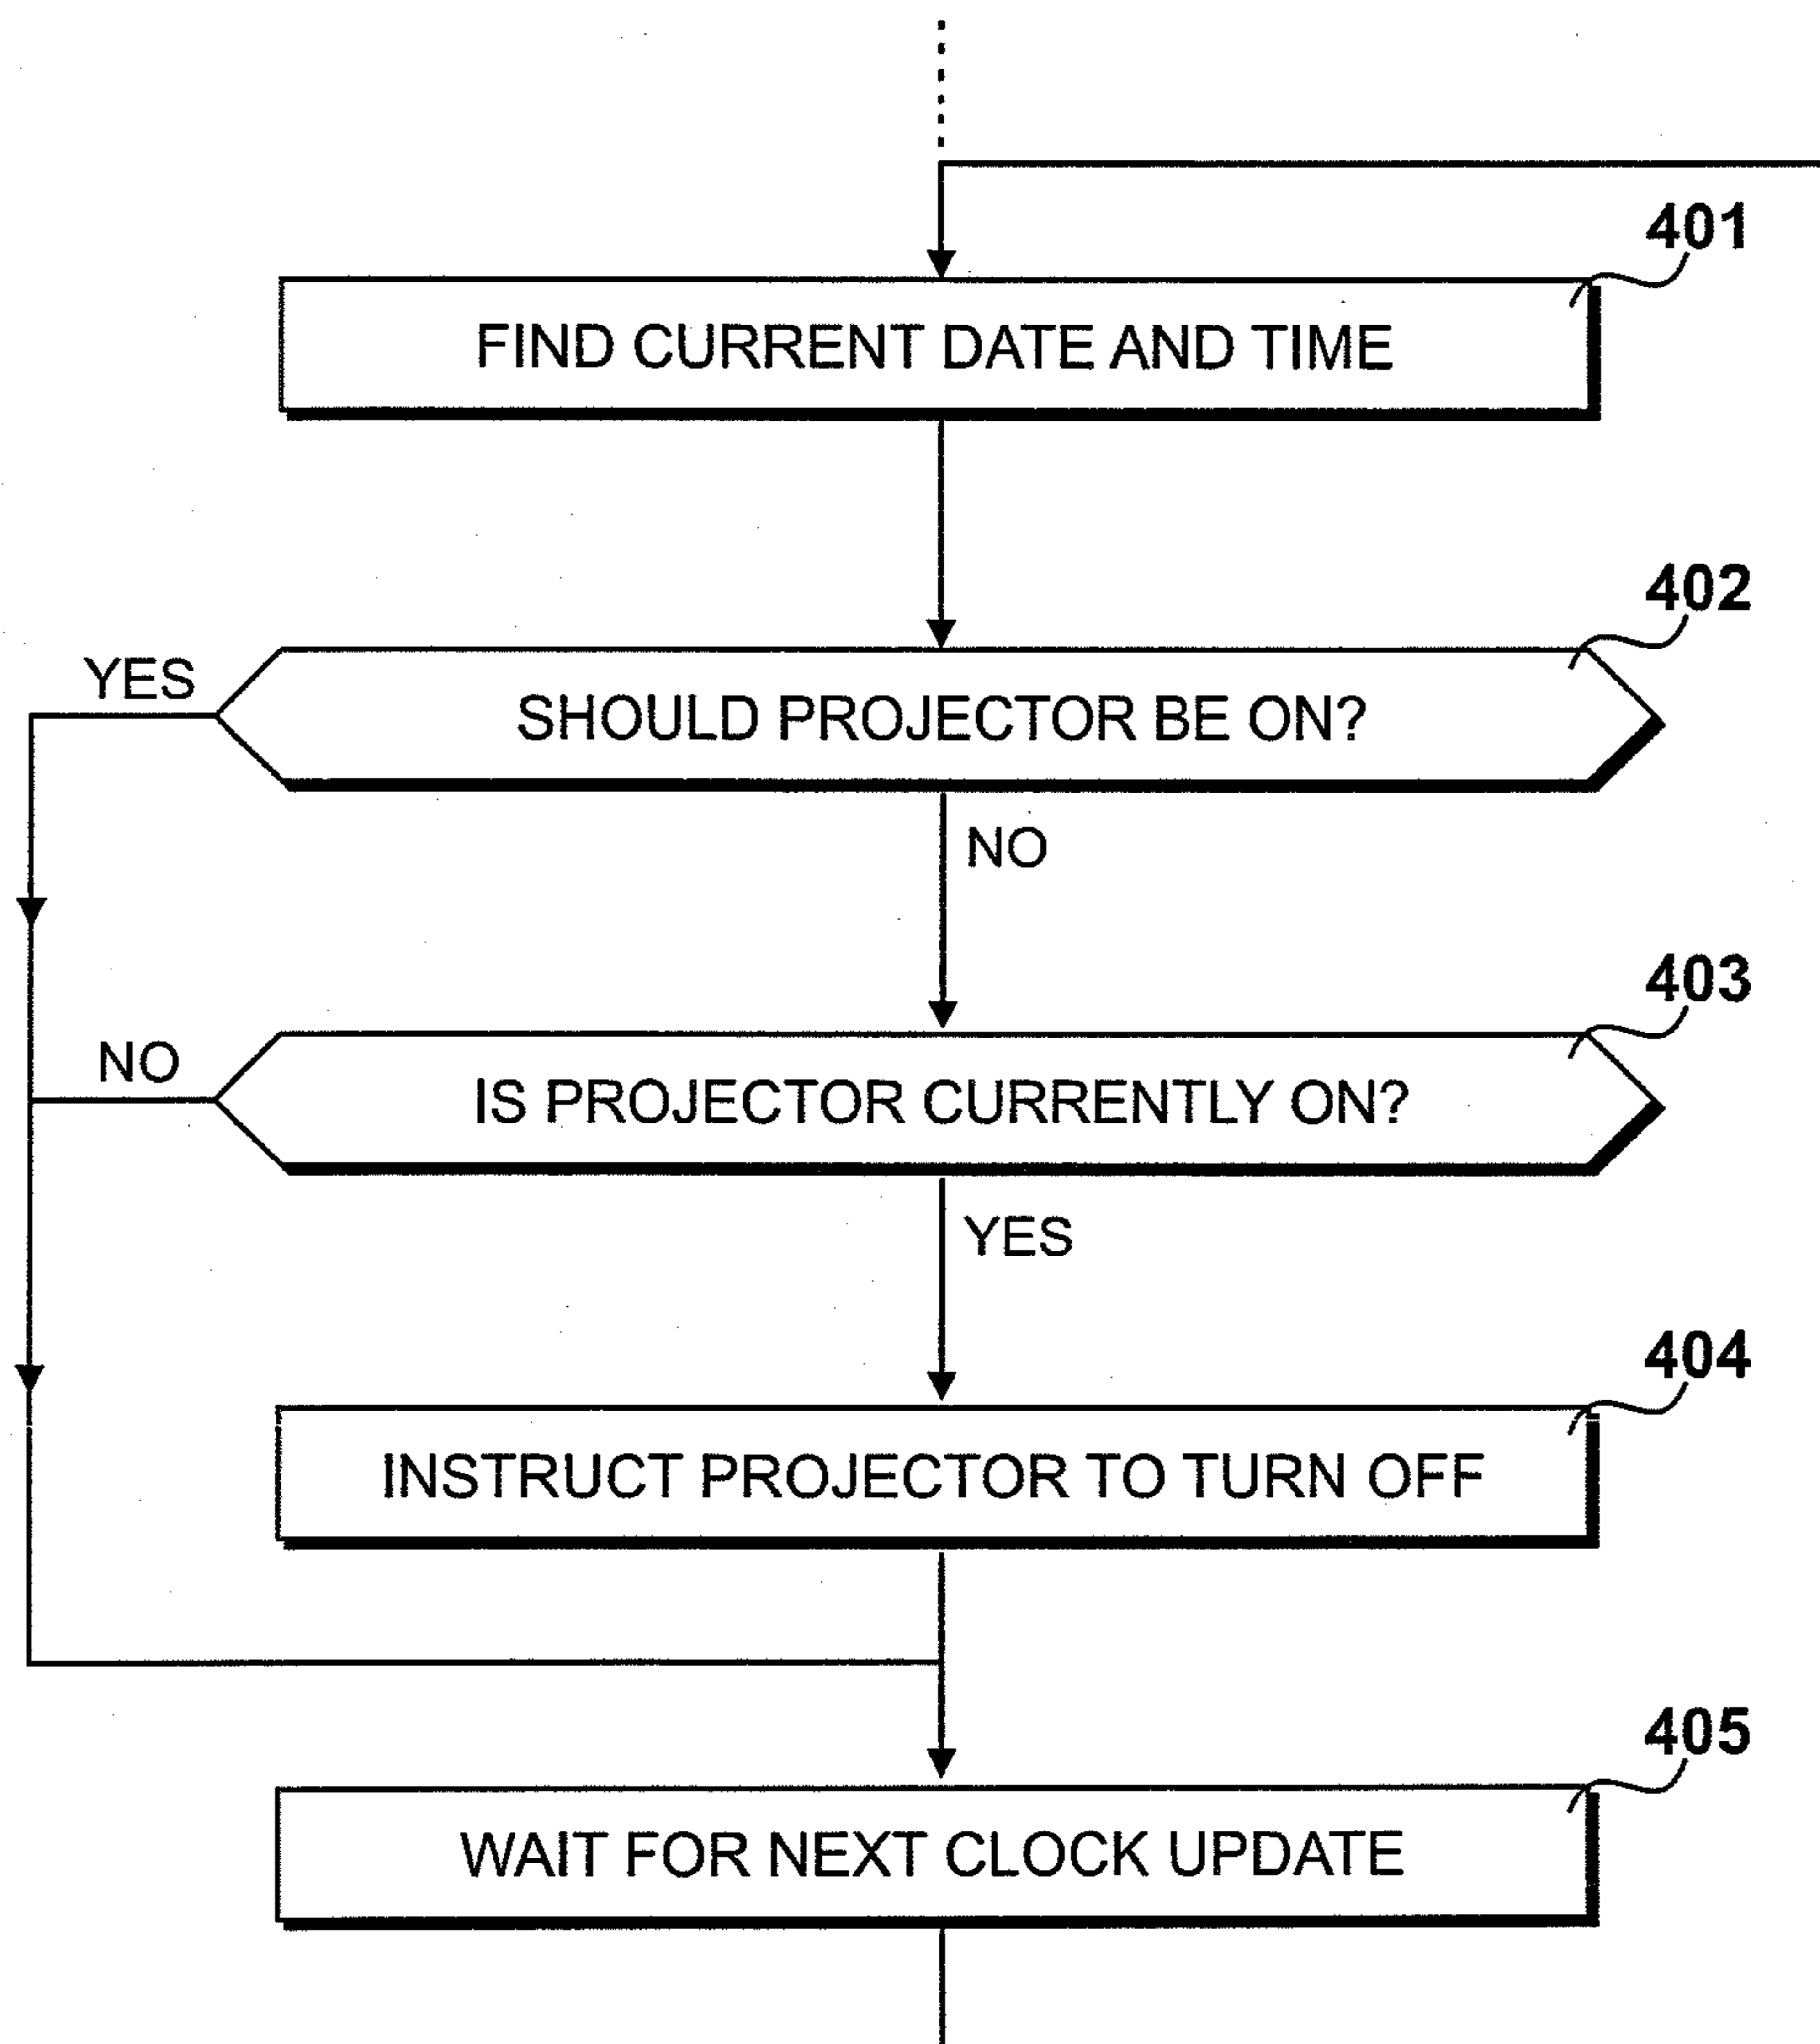 401
FIND CURRENT DATE AND TIME
402
YES
SHOULD PROJECTOR BE ON?
NO
403
NO
IS PROJECTOR CURRENTLY ON?
YES
404
INSTRUCT PROJECTOR TO TURN OFF
405
WAIT FOR NEXT CLOCK UPDATE